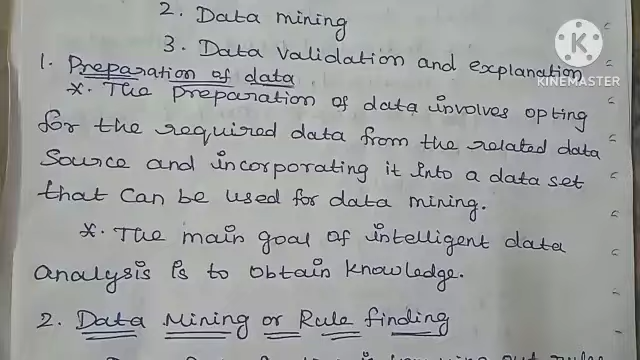 2. Data mining
3. Data validation and explanation
1. Preparation of data
*. The preparation of data involves opting
for the required data from the related data
source and incorporating it into a data set
that can be used for data mining.
*. The main goal of intelligent data
analysis is to obtain knowledge.
2. Data Mining or Rule finding
K
KINEMASTER